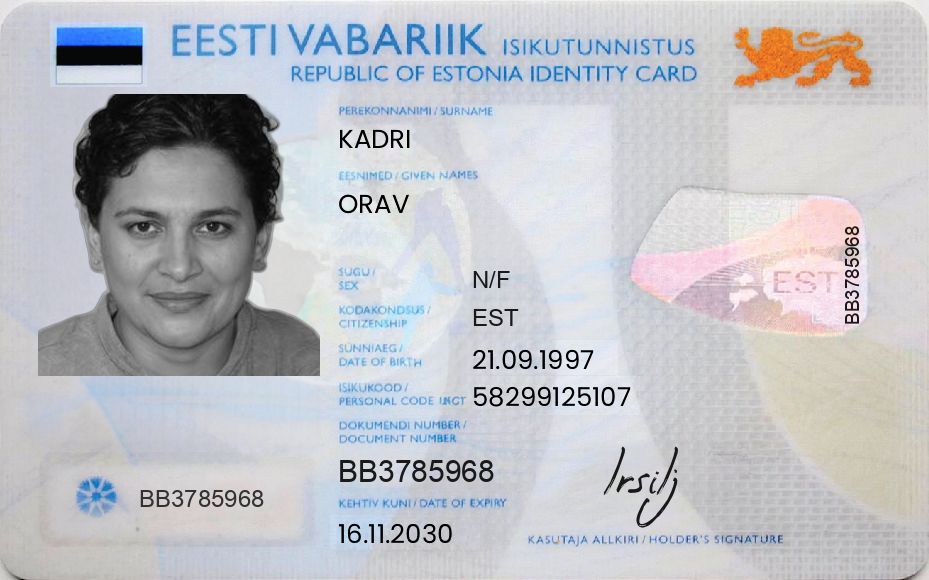 EESTI VABARIIK ISIKUTUNNISTUS
REPUBLIC OF ESTONIA IDENTITY CARD
PEREKONNANIMI / SURNAME
KADRI
EESNIMED / GIVEN NAMES
ORAV
SUGU /
SEX
N/F
KODAKONDSUS /
CITIZENSHIP
EST
SÜNNIAEG /
DATE OF BIRTH
21.09.1997
ISIKUKOOD /
PERSONAL CODE
58299125107
DOKUMENDI NUMBER /
DOCUMENT NUMBER
BB3785968
KEHTIV KUNI / DATE OF EXPIRY
16.11.2030
BB3785968
EST
BB3785968
KASUTAJA ALLKIRI / HOLDER'S SIGNATURE